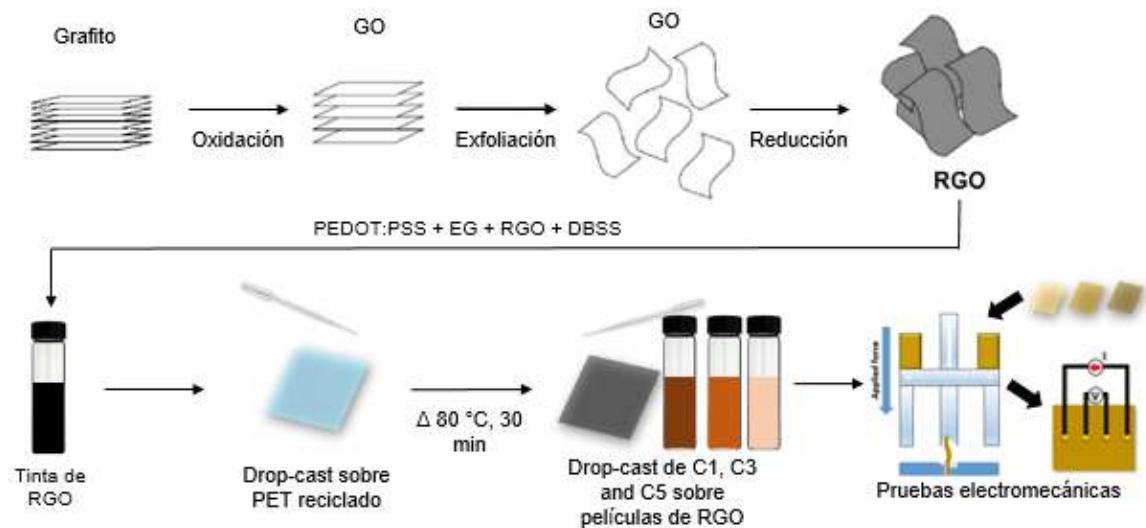 Grafito
GO
GO
Oxidación
Exfoliación
Reducción
RGO
PEDOT:PSS + EG + RGO + DBSS
Δ 80 °C, 30
min
Applied force
I
V
Tinta de
RGO
Drop-cast sobre
PET reciclado
Drop-cast de C1, C3
and C5 sobre
películas de RGO
Pruebas electromecánicas